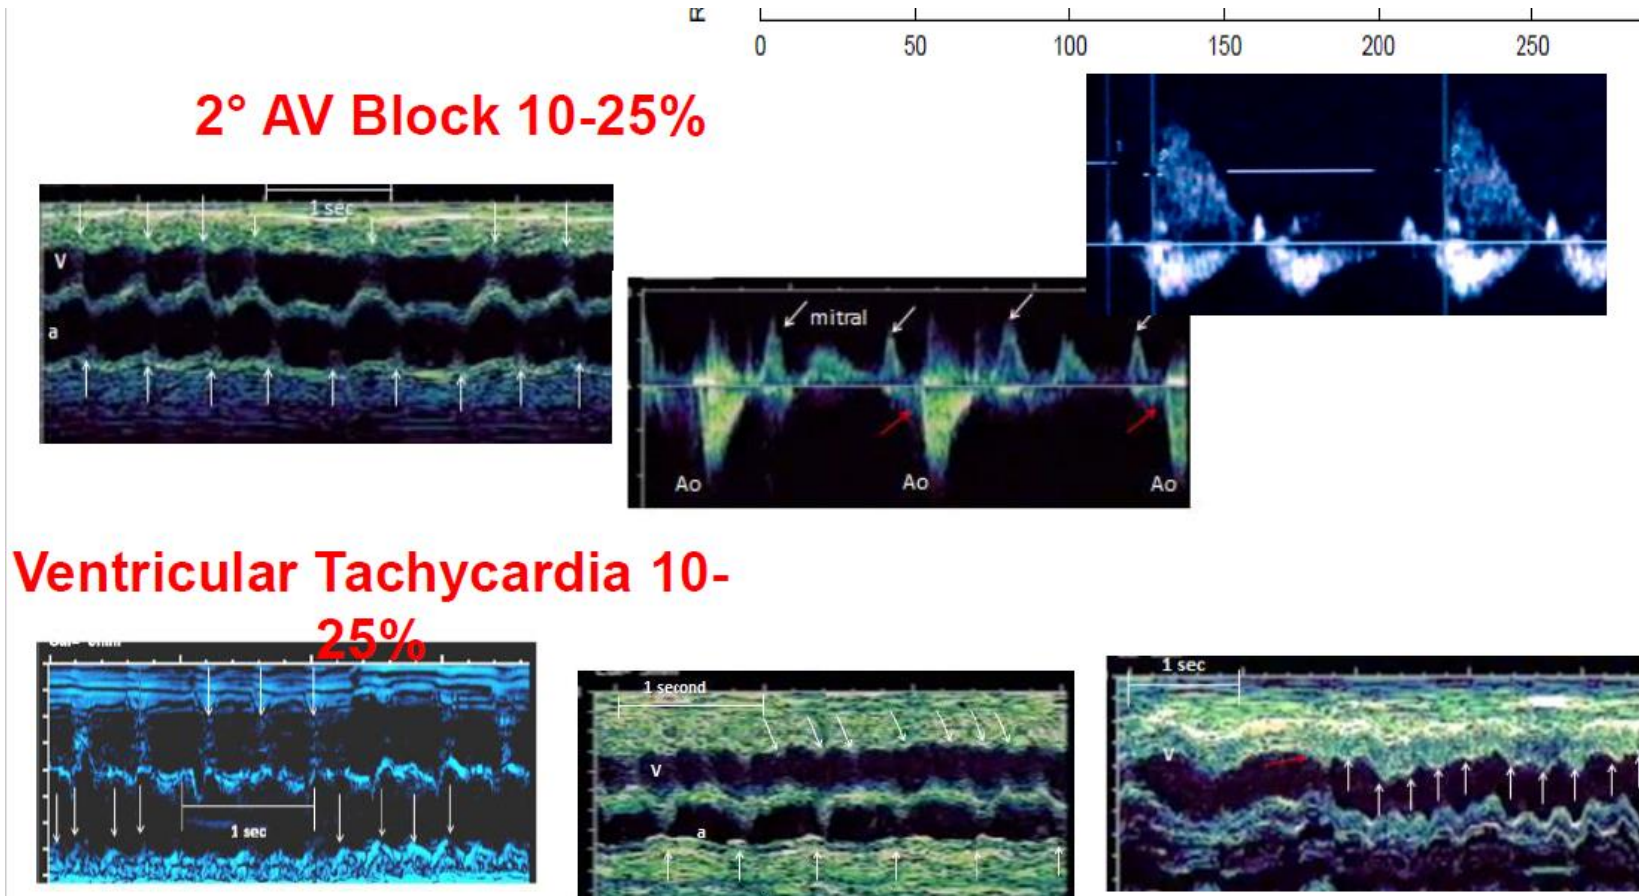 0 50 100 150 200 250
2° AV Block 10-25%
1 sec
V
a
mitral
Ao Ao Ao
Ventricular Tachycardia 10-
25%
1 sec
1 second
V
a
1 sec
V